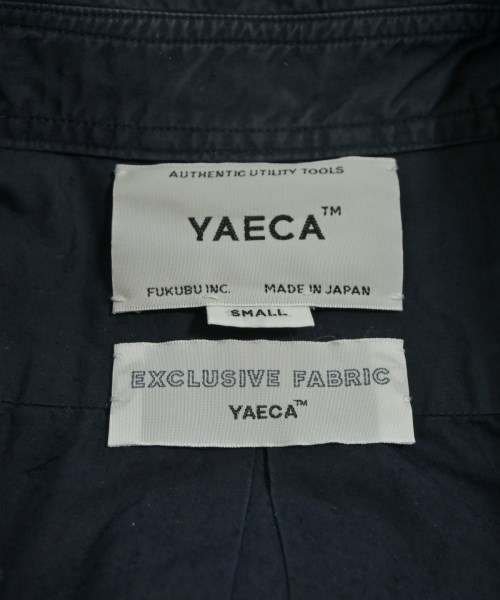 AUTHENTIC UTILITY TOOLS
YAECA™
FUKUBU INC. MADE IN JAPAN
SMALL
EXCLUSIVE FABRIC
YAECA™